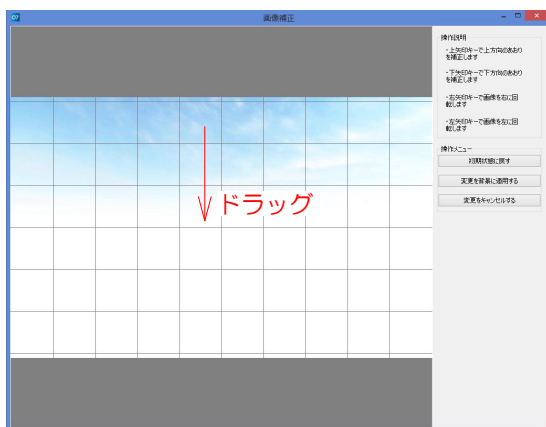 画像補正
操作説明
・上矢印キーで上方向のあおり
を補正します
・下矢印キーで下方向のあおり
を補正します
・右矢印キーで画像を右に回
転します
・左矢印キーで画像を左に回
転します
操作メニュー
初期状態に戻す
変更を背景に適用する
変更をキャンセルする
ドラッグ